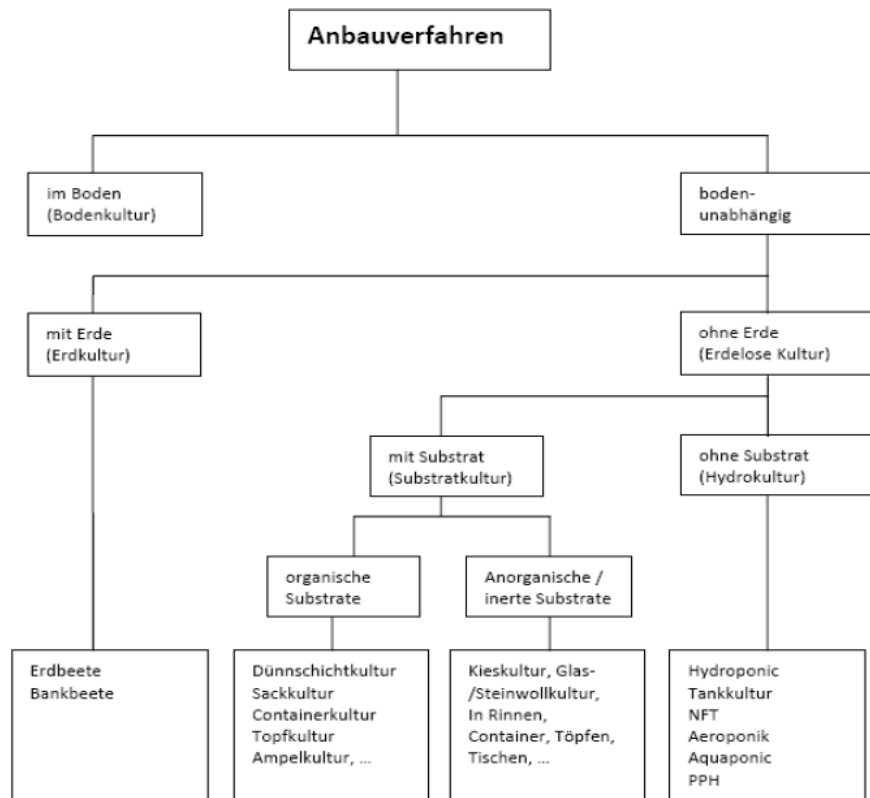 Anbauverfahren
im Boden
(Bodenkultur)
boden-
unabhängig
mit Erde
(Erdkultur)
ohne Erde
(Erdelose Kultur)
mit Substrat
(Substratkultur)
ohne Substrat
(Hydrokultur)
organische
Substrate
Anorganische /
inerte Substrate
Erdbeete
Bankbeete
Dünnschichtkultur
Sackkultur
Containerkultur
Topfkultur
Ampelkultur, ...
Kieskultur, Glas-
/Steinwollkultur,
In Rinnen,
Container, Töpfen,
Tischen, ...
Hydroponic
Tankkultur
NFT
Aeroponik
Aquaponic
PPH